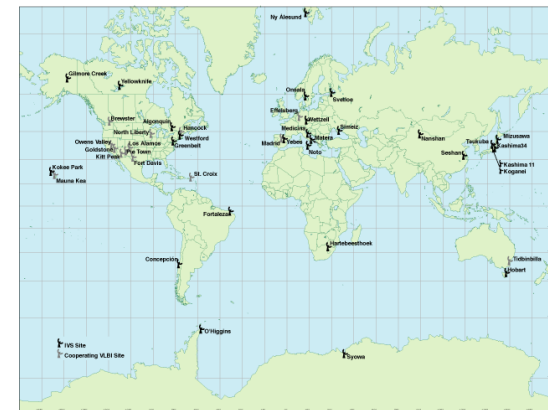 Ny Alesund
Gilmore Creek
Yellowknife
Onsala
Svetloe
Effelsberg
Brewster
Algonquin
Wettzell
Hancock
North Liberty
Westford
Medicina
Simeiz
Nanshan
Mizusawa
Owens Valley
Los Alamos
Greenbelt
Matera
Tsukuba
Kashima34
Goldstone
Pie Town
Madrid
Yebes
Noto
Seshan
Kitt Peak
Fort Davis
Kashima 11
Kokee Park
Koganei
Mauna Kea
St. Croix
Fortaleza
Hartebeesthoek
Concepción
Tidbinbilla
Hobart
O'Higgins
IVS Site
Syowa
Cooperating VLBI Site